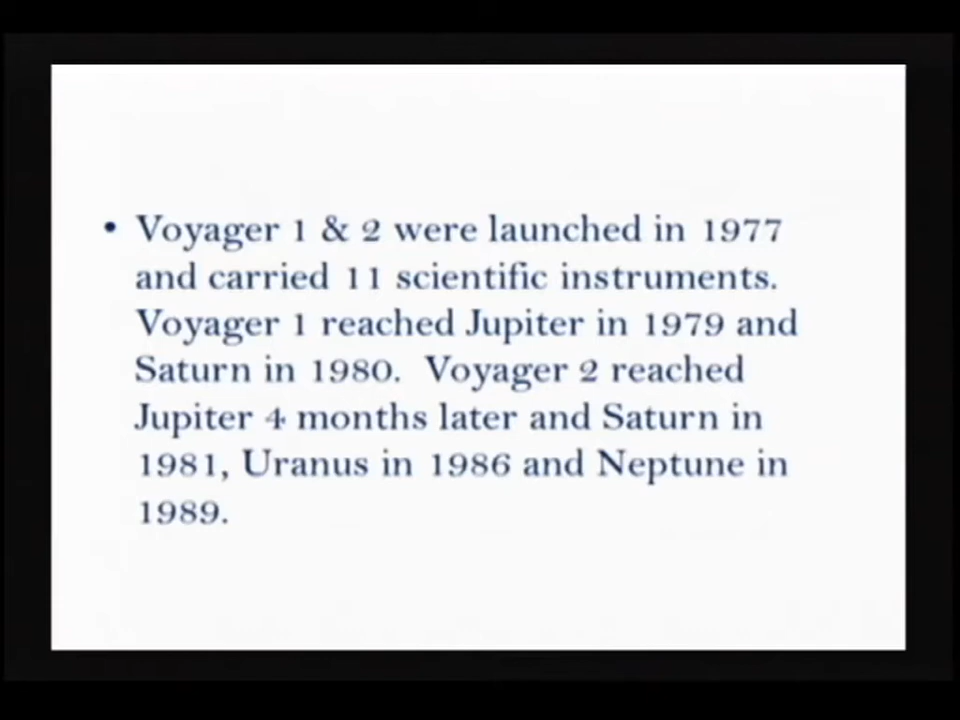 • Voyager 1 & 2 were launched in 1977
and carried 11 scientific instruments.
Voyager 1 reached Jupiter in 1979 and
Saturn in 1980.  Voyager 2 reached
Jupiter 4 months later and Saturn in
1981, Uranus in 1986 and Neptune in
1989.